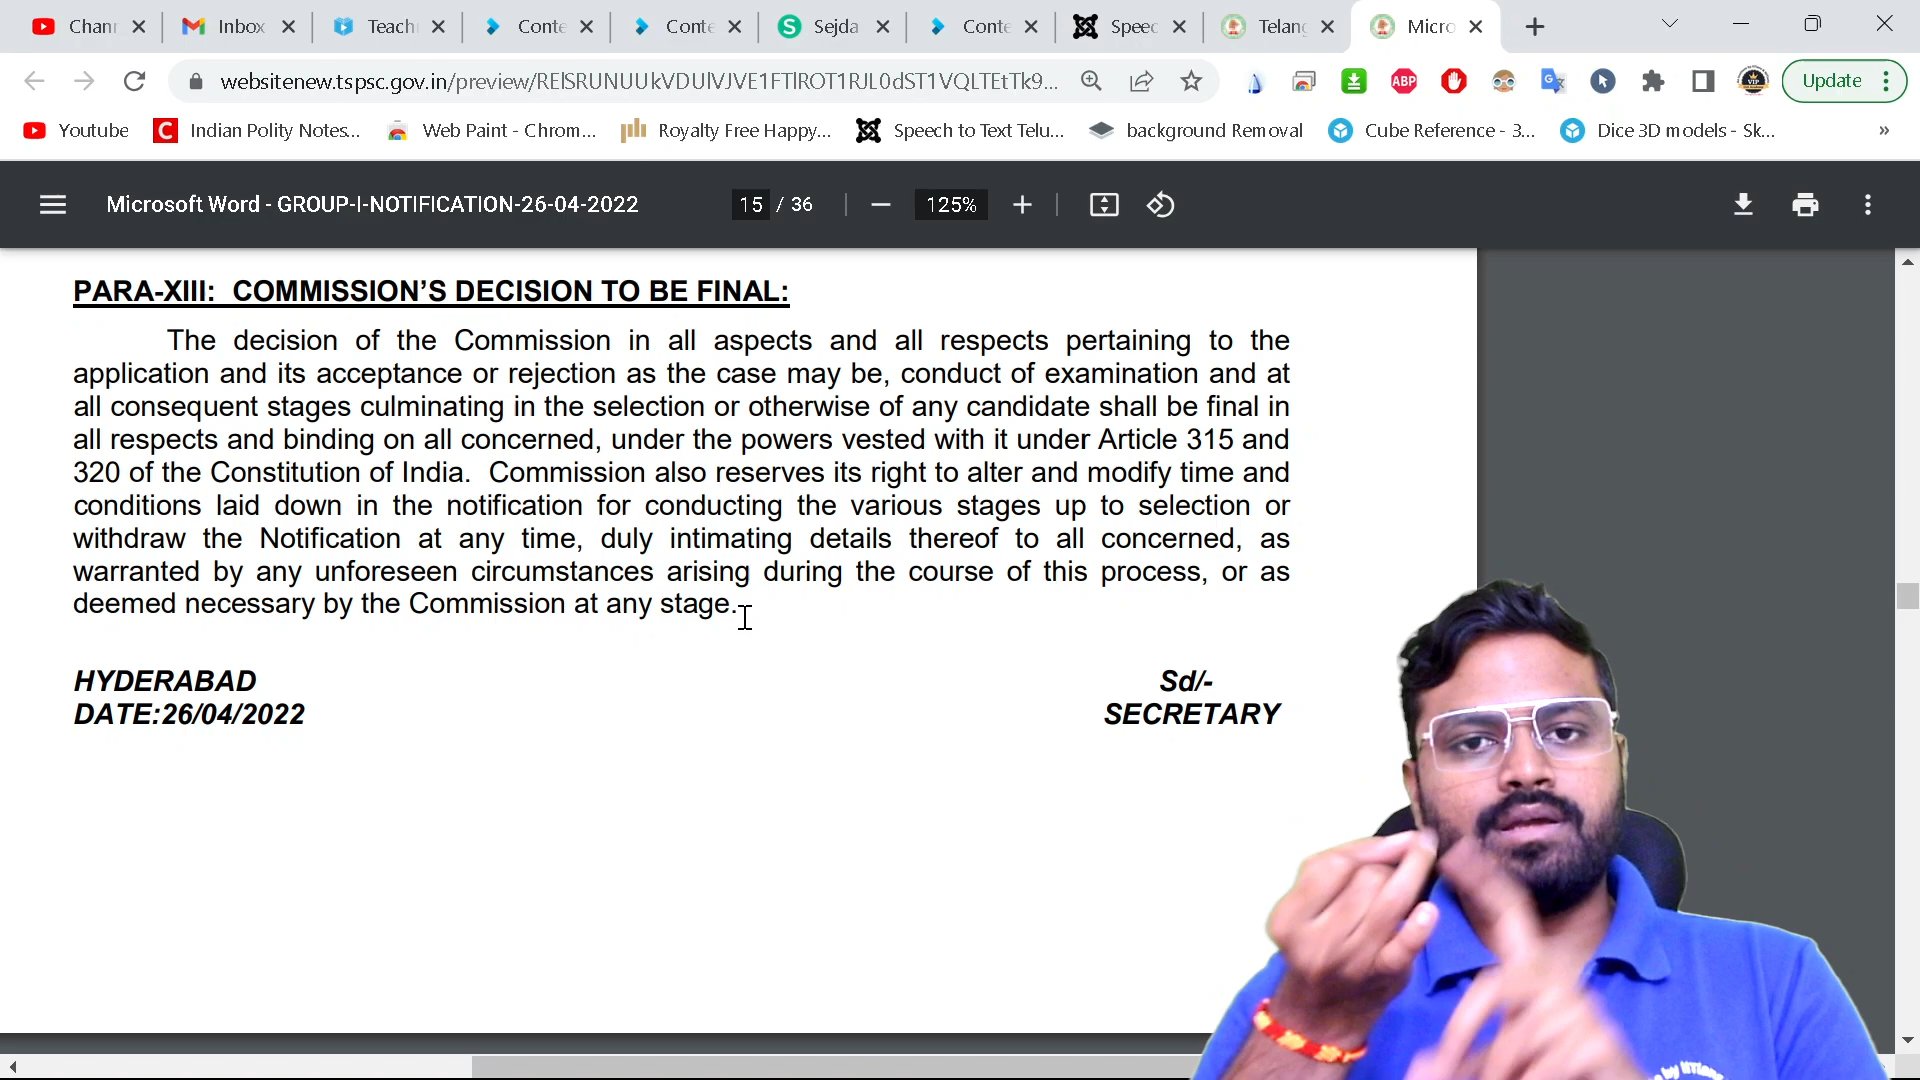 Chan
Inbox
Teach
Conte
Conte
Sejda
Conte
Speec
Telan
Micro
websitenew.tspsc.gov.in/preview/
Update
Youtube
Indian Polity Notes...
Web Paint - Chrom...
Royalty Free Happy...
Speech to Text Telu...
background Removal
Cube Reference - 3...
Dice 3D models - Sk...
»
Microsoft Word - GROUP-I-NOTIFICATION-26-04-2022
15 / 36
125%
ABP
PARA-XIII: COMMISSION'S DECISION TO BE FINAL:
The decision of the Commission in all aspects and all respects pertaining to the
application and its acceptance or rejection as the case may be, conduct of examination and at
all consequent stages culminating in the selection or otherwise of any candidate shall be final in
all respects and binding on all concerned, under the powers vested with it under Article 315 and
320 of the Constitution of India. Commission also reserves its right to alter and modify time and
conditions laid down in the notification for conducting the various stages up to selection or
withdraw the Notification at any time, duly intimating details thereof to all concerned, as
warranted by any unforeseen circumstances arising during the course of this process, or as
deemed necessary by the Commission at any stage.
HYDERABAD
DATE:26/04/2022
Sd/-
SECRETARY